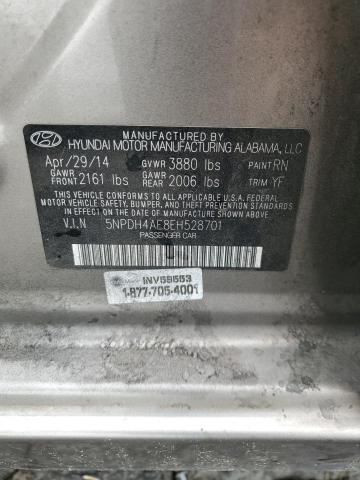 MANUFACTURED BY
HYUNDAI MOTOR MANUFACTURING ALABAMA, LLC
Apr/29/14 GVWR 3880 lbs PAINT RN
GAWR FRONT 2161 lbs GAWR REAR 2006 lbs TRIM YF
THIS VEHICLE CONFORMS TO ALL APPLICABLE U.S.A. FEDERAL
MOTOR VEHICLE SAFETY, BUMPER, AND THEFT PREVENTION
STANDARDS IN EFFECT ON THE DATE OF MANUFACTURE SHOWN ABOVE.
V.I.N 5NPDH4AE8EH528701
PASSENGER CAR
INV59553
1-877-705-4001